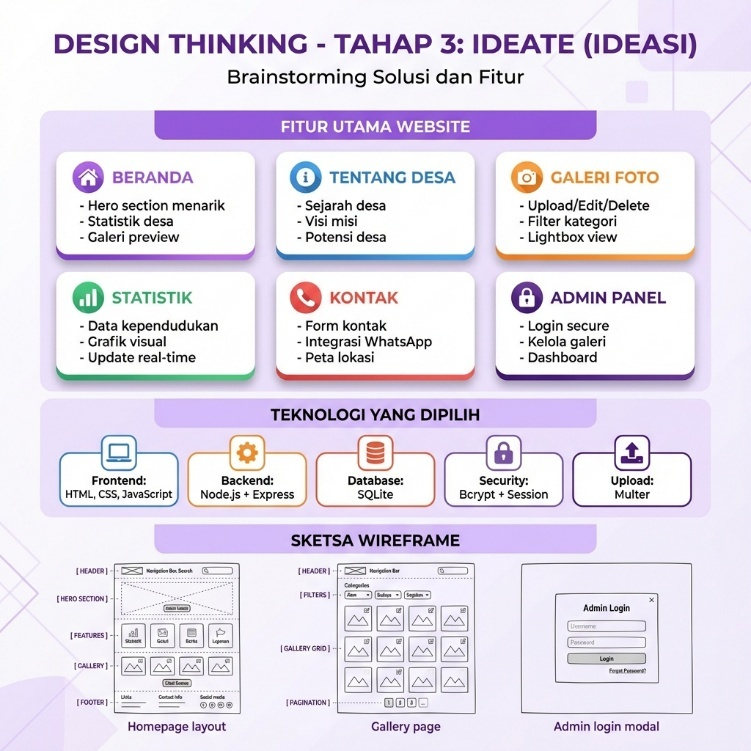 DESIGN THINKING - TAHAP 3: IDEATE (IDEASI)
Brainstorming Solusi dan Fitur
FITUR UTAMA WEBSITE
BERANDA
- Hero section menarik
- Statistik desa
- Galeri preview
TENTANG DESA
- Sejarah desa
- Visi misi
- Potensi desa
GALERI FOTO
- Upload/Edit/Delete
- Filter kategori
- Lightbox view
STATISTIK
- Data kependudukan
- Grafik visual
- Update real-time
KONTAK
- Form kontak
- Integrasi WhatsApp
- Peta lokasi
ADMIN PANEL
- Login secure
- Kelola galeri
- Dashboard
TEKNOLOGI YANG DIPILIH
Frontend:
HTML, CSS, JavaScript
Backend:
Node.js + Express
Database:
SQLite
Security:
Bcrypt + Session
Upload:
Multer
SKETSA WIREFRAME
[ HEADER ]
Navigation Bar, Search
[ HERO SECTION ]
[ FEATURES ]
[ GALLERY ]
[ FOOTER ]
Contact Info
Social media
Homepage layout
[ HEADER ]
Navigation Bar
Categories
[ FILTERS ]
[ GALLERY GRID ]
[ PAGINATION ]
Gallery page
Admin Login
Username
Password
Login
Forgot Password?
Admin login modal